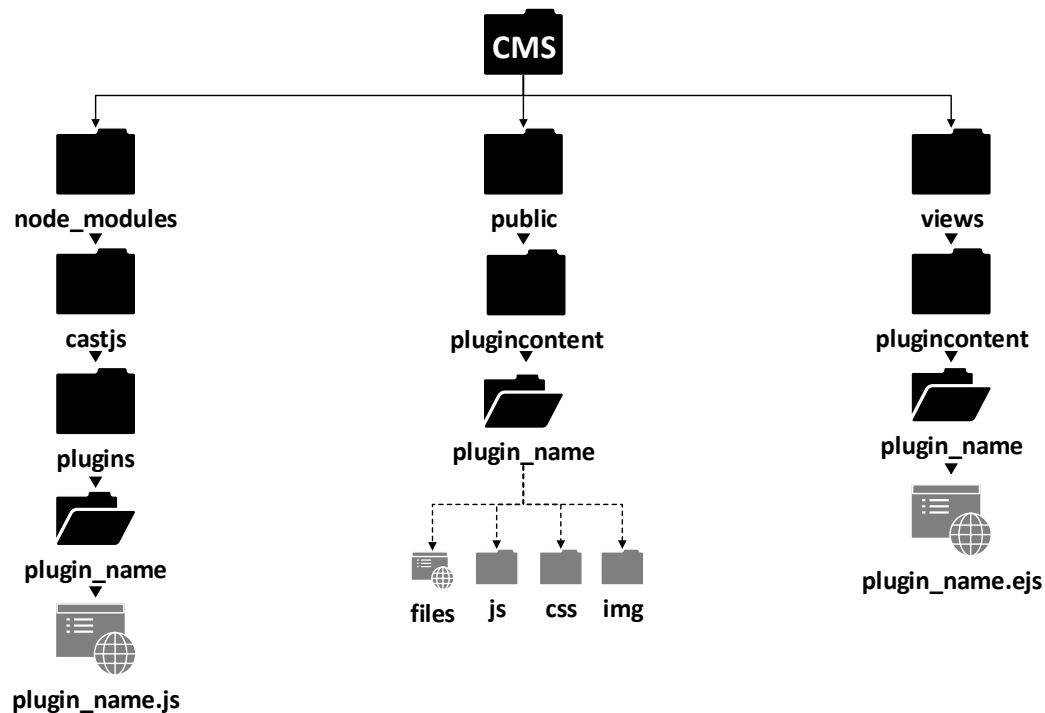 CMS
node_modules
public
views
castjs
plugincontent
plugincontent
plugins
plugin_name
plugin_name
plugin_name
files
js
css
img
plugin_name.ejs
plugin_name.js